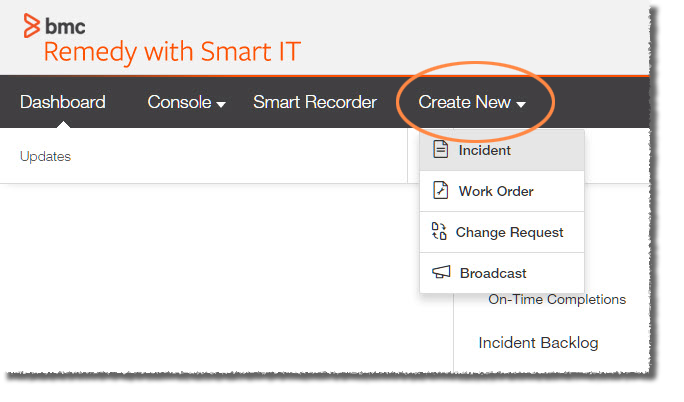 bmc
Remedy with Smart IT
Dashboard Console Smart Recorder Create New
Updates
Incident
Work Order
Change Request
Broadcast
On-Time Completions
Incident Backlog